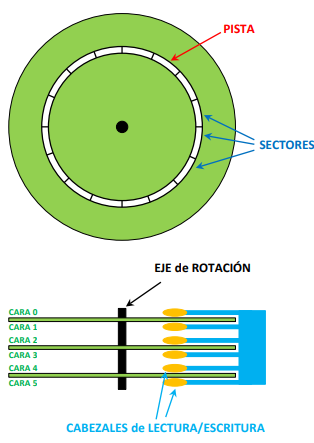 PISTA
SECTORES
EJE de ROTACIÓN
CARA 0
CARA 1
CARA 2
CARA 3
CARA 4
CARA 5
CABEZALES de LECTURA/ESCRITURA